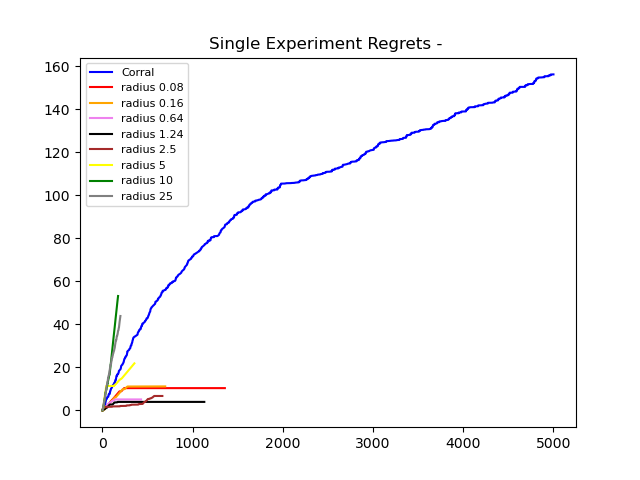 Single Experiment Regrets -
160
140
120
100
80
60
40
20
0
Corral
radius 0.08
radius 0.16
radius 0.64
radius 1.24
radius 2.5
radius 5
radius 10
radius 25
0 1000 2000 3000 4000 5000